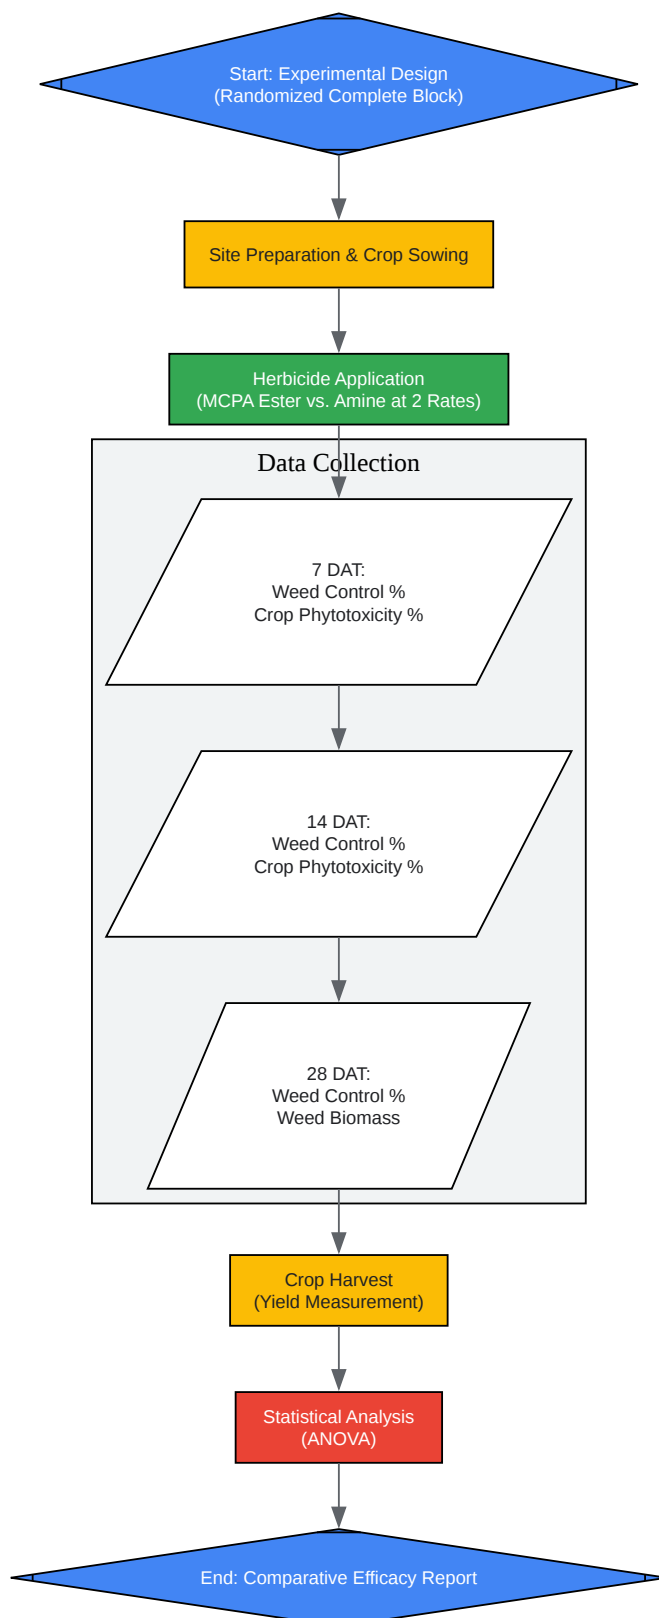 Start: Experimental Design
(Randomized Complete Block)
Site Preparation & Crop Sowing
Herbicide Application
(MCPA Ester vs. Amine at 2 Rates)
Data Collection
7 DAT:
Weed Control %
Crop Phytotoxicity %
14 DAT:
Weed Control %
Crop Phytotoxicity %
28 DAT:
Weed Control %
Weed Biomass
Crop Harvest
(Yield Measurement)
Statistical Analysis
(ANOVA)
End: Comparative Efficacy Report